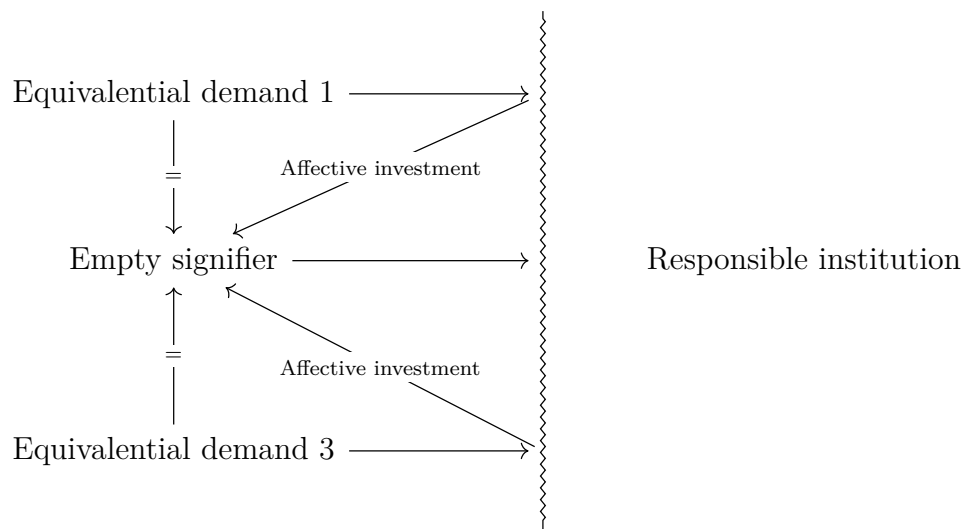 Equivalential demand 1
Affective investment
=
Empty signifier
Responsible institution
=
Affective investment
Equivalential demand 3